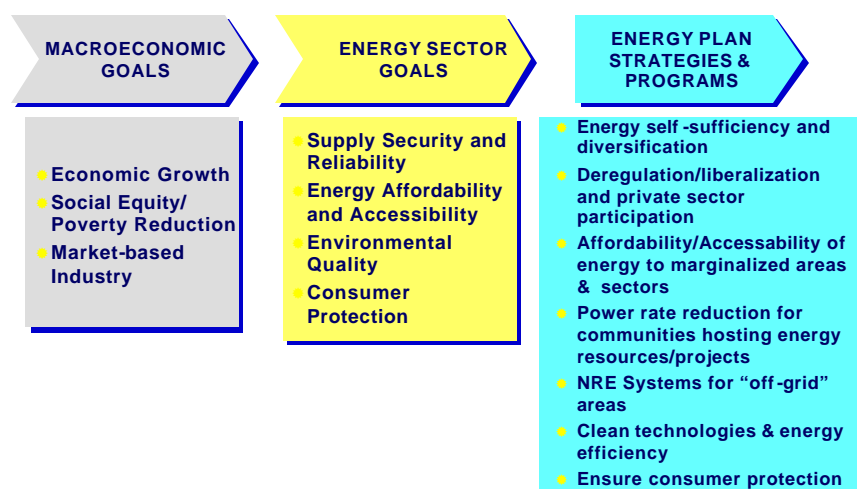 MACROECONOMIC
GOALS
ENERGY SECTOR
GOALS
ENERGY PLAN
STRATEGIES &
PROGRAMS
Economic Growth
Social Equity/
Poverty Reduction
Market-based
Industry
Supply Security and
Reliability
Energy Affordability
and Accessibility
Environmental
Quality
Consumer
Protection
Energy self -sufficiency and
diversification
Deregulation/liberalization
and private sector
participation
Affordability/Accessability of
energy to marginalized areas
& sectors
Power rate reduction for
communities hosting energy
resources/projects
NRE Systems for “off -grid”
areas
Clean technologies & energy
efficiency
Ensure consumer protection